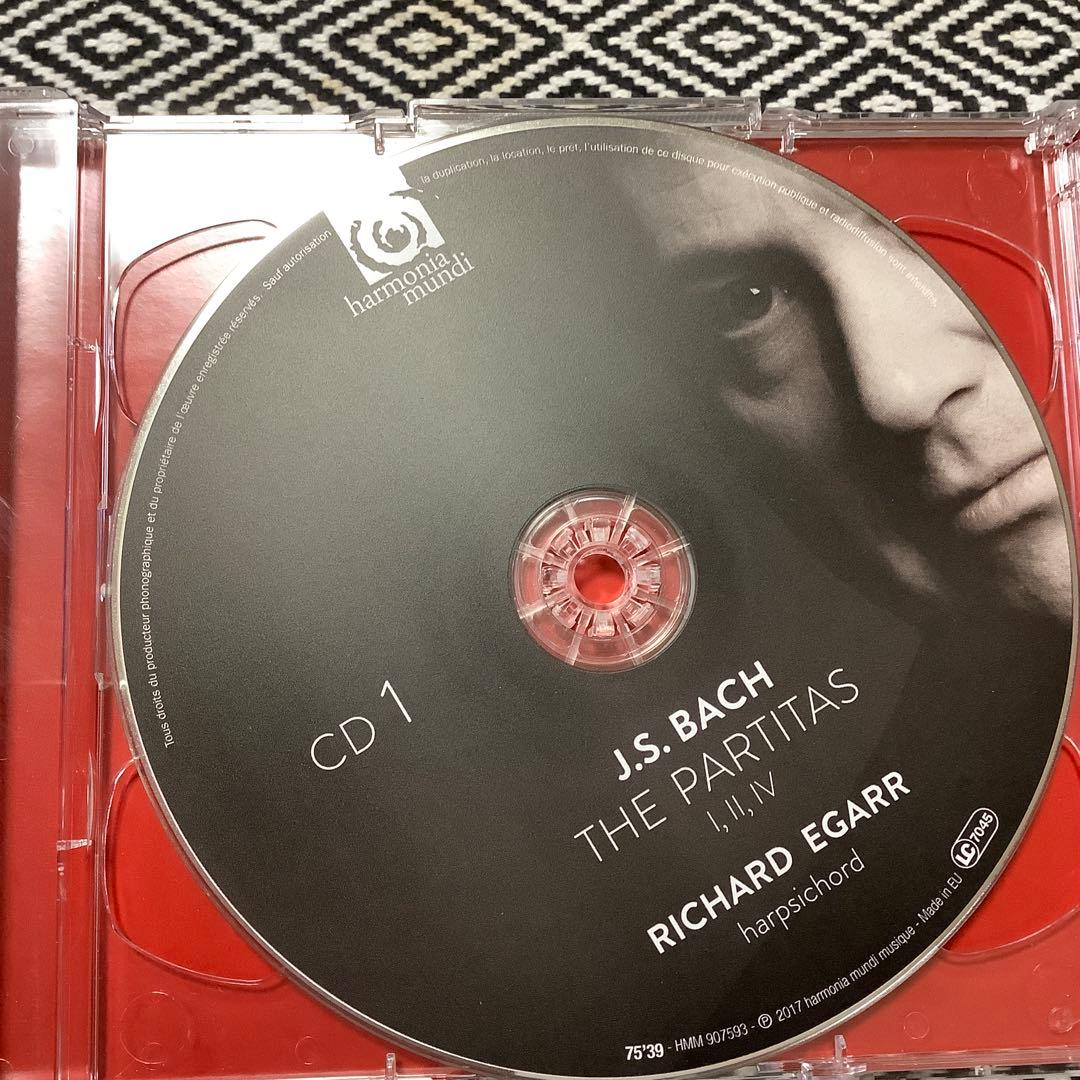 la duplication, la location, le prêt, l'utilisation de ce disque pour exécution publique et radiodiffusion sont interdits.
harmonia
mundi
Tous droits du producteur phonographique et du propriétaire de l'œuvre enregistrée réservés. Sauf autorisation
CD 1
J.S. BACH
THE PARTITAS
I, II, IV
RICHARD EGARR
harpsichord
LC 7045
75'39 - HMM 907593 - ℗ 2017 harmonia mundi musique - Made in EU